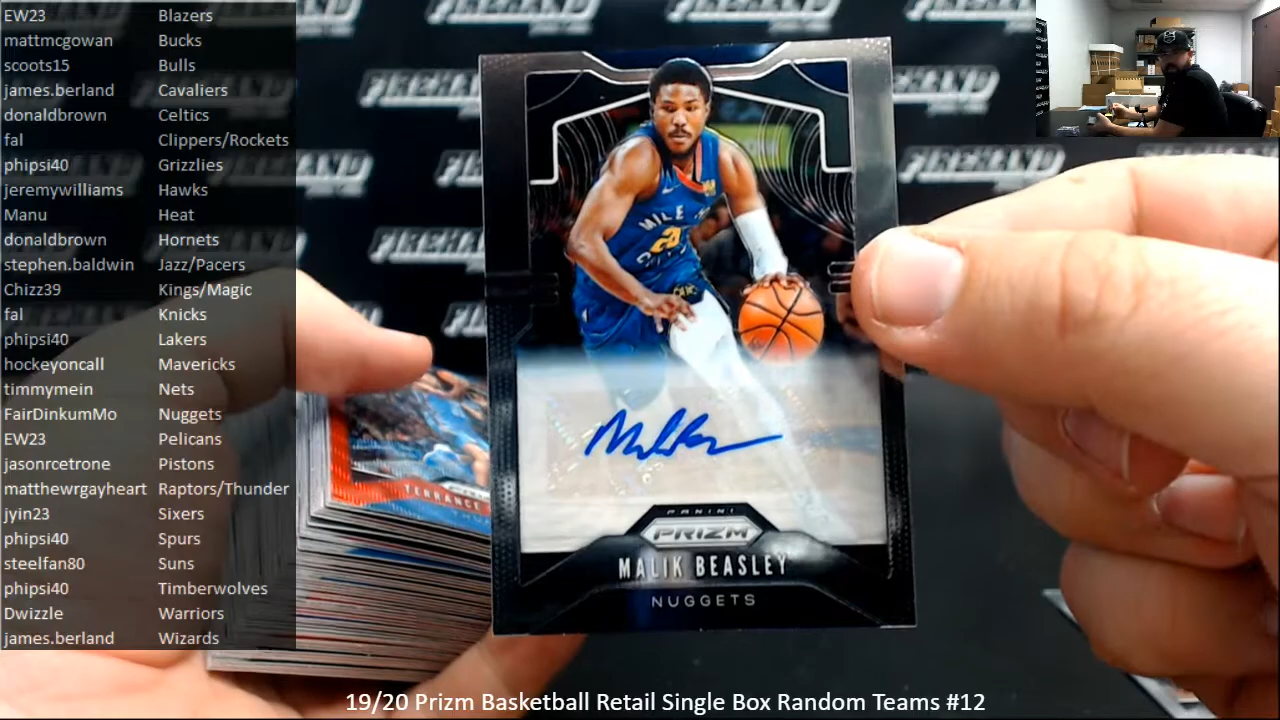 EW23 Blazers
mattmcgowan Bucks
scoots15 Bulls
james.berland Cavaliers
donaldbrown Celtics
fal Clippers/Rockets
phipsi40 Grizzlies
jeremywilliams Hawks
Manu Heat
donaldbrown Hornets
stephen.baldwin Jazz/Pacers
Chizz39 Kings/Magic
fal Knicks
phipsi40 Lakers
hockeyoncall Mavericks
timmymein Nets
FairDinkumMo Nuggets
EW23 Pelicans
jasonrcetrone Pistons
matthewrgayheart Raptors/Thunder
jyin23 Sixers
phipsi40 Spurs
steelfan80 Suns
phipsi40 Timberwolves
Dwizzle Warriors
james.berland Wizards
FIREHAND
MILE
PANINI
PRIZM
MALIK BEASLEY
NUGGETS
TERRANCE
19/20 Prizm Basketball Retail Single Box Random Teams #12